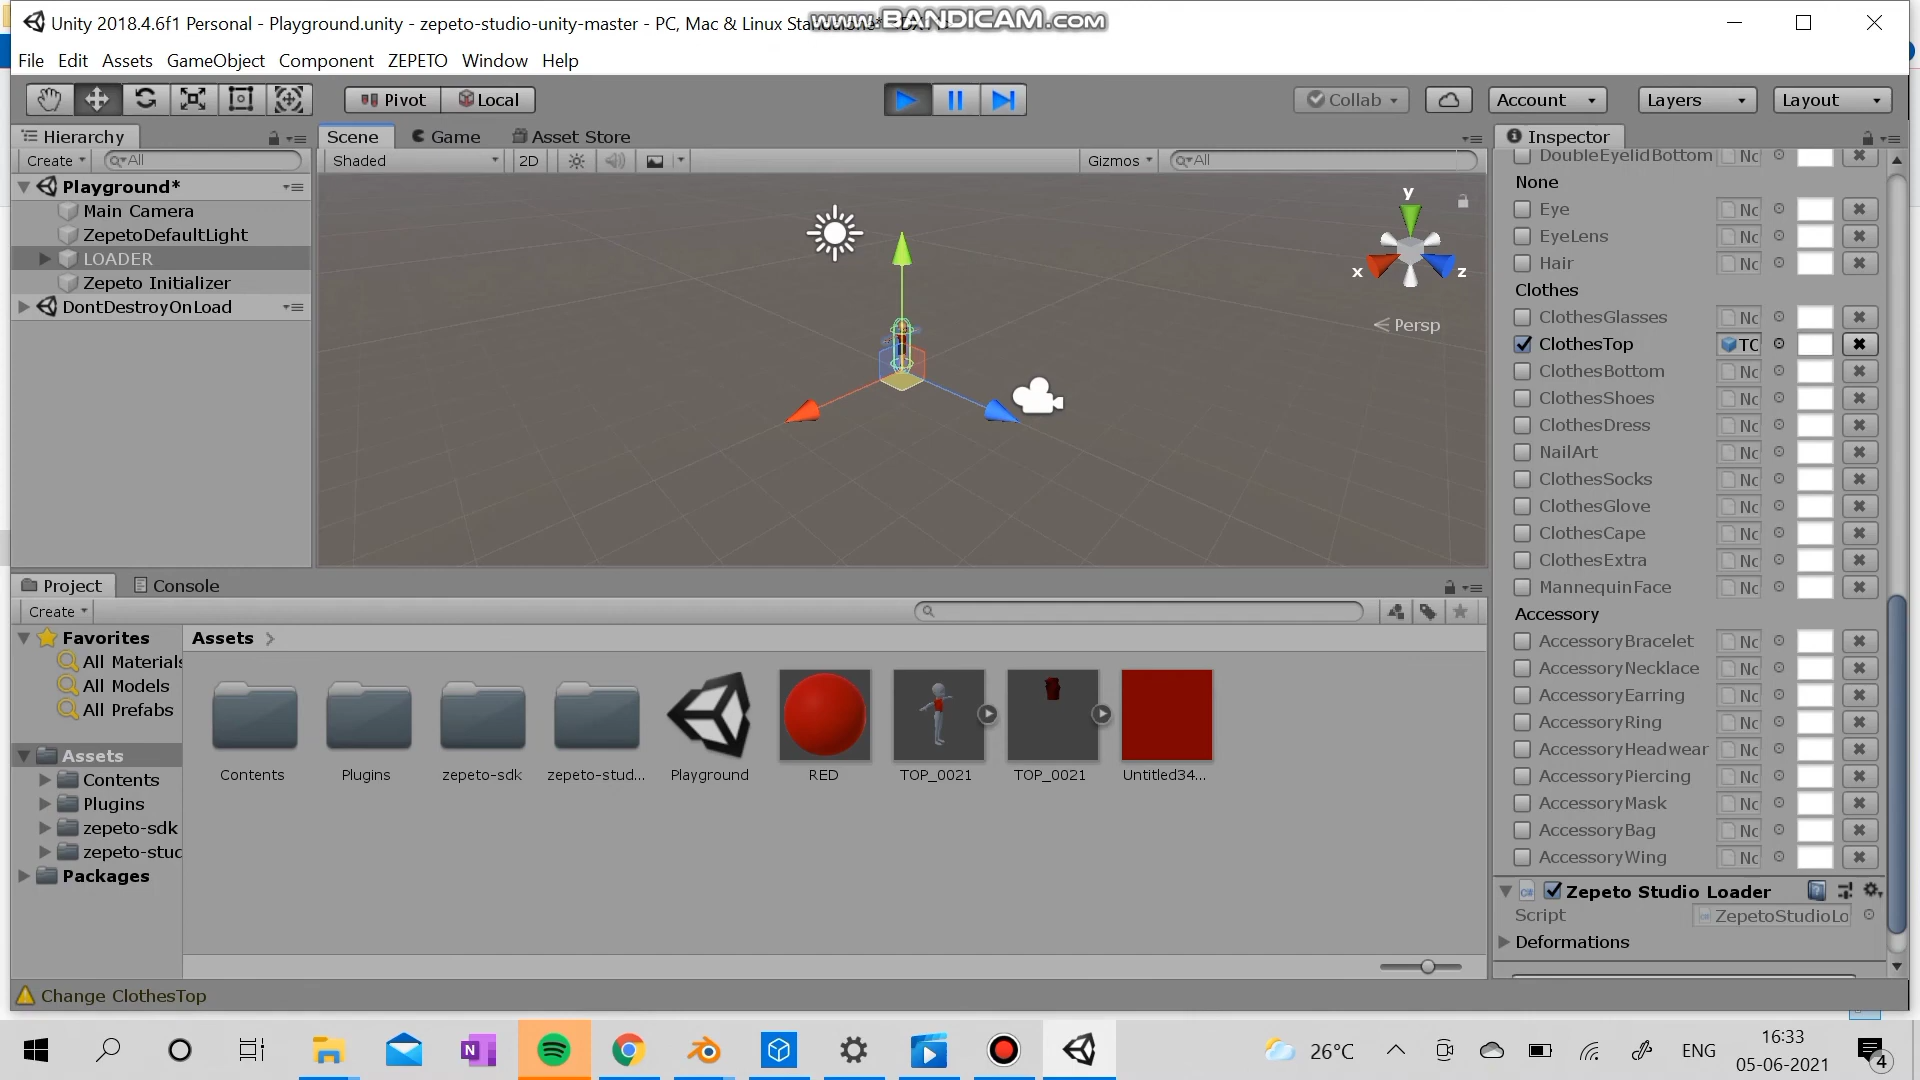 Unity 2018.4.6f1 Personal - Playground.unity - zepeto-studio-unity-master - PC, Mac & Linux
www.BANDICAM.com
File Edit Assets GameObject Component ZEPETO Window Help
Pivot Local Collab Account Layers Layout
Hierarchy
Create All
Playground*
Main Camera
ZepetoDefaultLight
LOADER
Zepeto Initializer
DontDestroyOnLoad
Scene Game Asset Store
Shaded 2D Gizmos All
y
x
z
Persp
Inspector
DoubleEyelidBottom Nc
None
Eye Nc
EyeLens Nc
Hair Nc
Clothes
ClothesGlasses Nc
ClothesTop TC
ClothesBottom Nc
ClothesShoes Nc
ClothesDress Nc
NailArt Nc
ClothesSocks Nc
ClothesGlove Nc
ClothesCape Nc
ClothesExtra Nc
MannequinFace Nc
Accessory
AccessoryBracelet Nc
AccessoryNecklace Nc
AccessoryEarring Nc
AccessoryRing Nc
AccessoryHeadwear Nc
AccessoryPiercing Nc
AccessoryMask Nc
AccessoryBag Nc
AccessoryWing Nc
Zepeto Studio Loader
Script ZepetoStudioLo
Deformations
Project Console
Create
Favorites
All Materials
All Models
All Prefabs
Assets
Contents
Plugins
zepeto-sdk
zepeto-stud
Packages
Assets
Contents Plugins zepeto-sdk zepeto-stud... Playground RED TOP_0021 TOP_0021 Untitled34...
Change ClothesTop
26°C ENG 16:33
05-06-2021
4